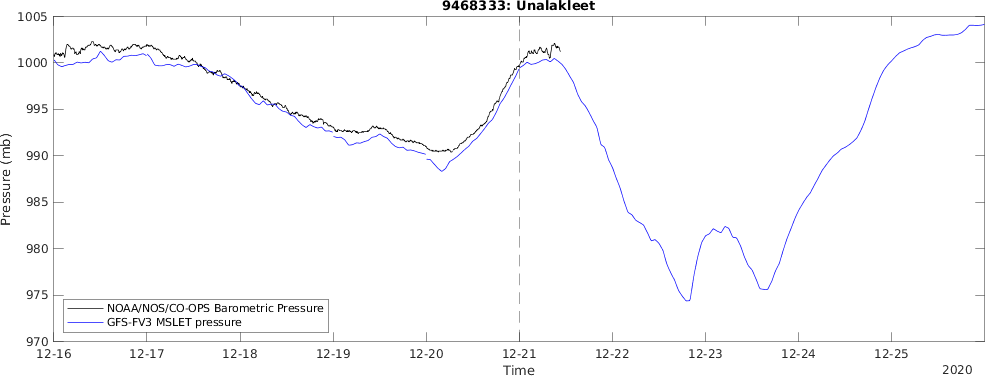 9468333: Unalakleet
1005
1000
995
990
985
980
975
970
Pressure (mb)
NOAA/NOS/CO-OPS Barometric Pressure
GFS-FV3 MSLET pressure
12-16 12-17 12-18 12-19 12-20 12-21 12-22 12-23 12-24 12-25
Time
2020